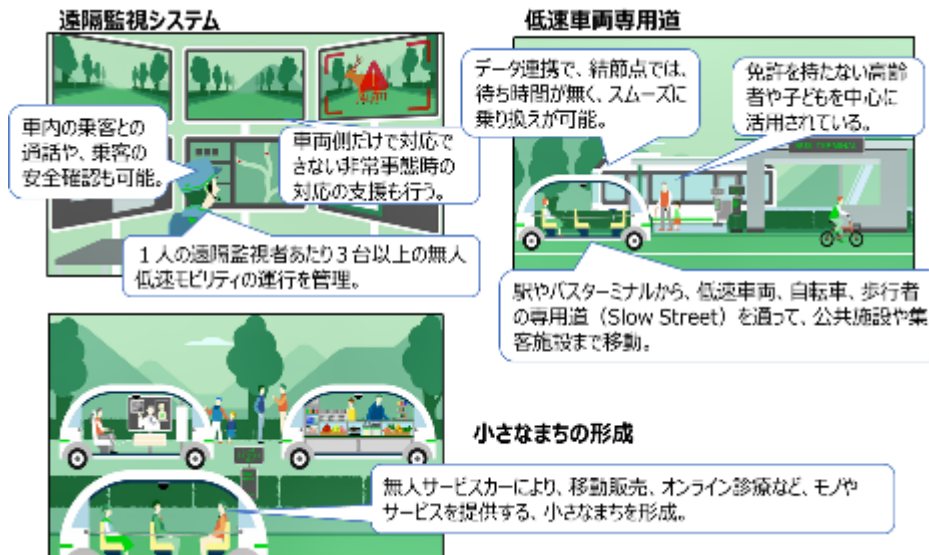 遠隔監視システム
車内の乗客との
通話や、乗客の
安全確認も可能。
車両側だけで対応で
きない非常事態時の
対応の支援も行う。
1人の遠隔監視者あたり3台以上の無人
低速モビリティの運行を管理。
低速車両専用道
データ連携で、結節点では、
待ち時間が無く、スムーズに
乗り換えが可能。
免許を持たない高齢
者や子どもを中心に
活用されている。
駅やバスターミナルから、低速車両、自転車、歩行者
の専用道（Slow Street）を通って、公共施設や集
客施設まで移動。
小さなまちの形成
無人サービスカーにより、移動販売、オンライン診療など、モノや
サービスを提供する、小さなまちを形成。